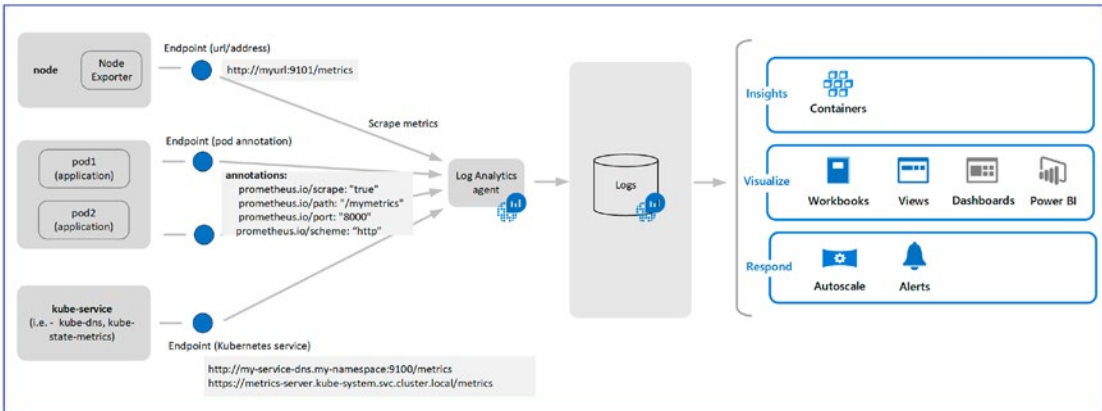 node
Node
Exporter
Endpoint (url/address)
http://myurl:9101/metrics
Scrape metrics
Endpoint (pod annotation)
pod1
(application)
pod2
(application)
annotations:
prometheus.io/scrape: "true"
prometheus.io/path: "/mymetrics"
prometheus.io/port: "8000"
prometheus.io/scheme: "http"
kube-service
(i.e. - kube-dns, kube-
state-metrics)
Endpoint (Kubernetes service)
http://my-service-dns.my-namespace:9100/metrics
https://metrics-server.kube-system.svc.cluster.local/metrics
Log Analytics
agent
Logs
Insights
Containers
Visualize
Workbooks
Views
Dashboards
Power BI
Respond
Autoscale
Alerts